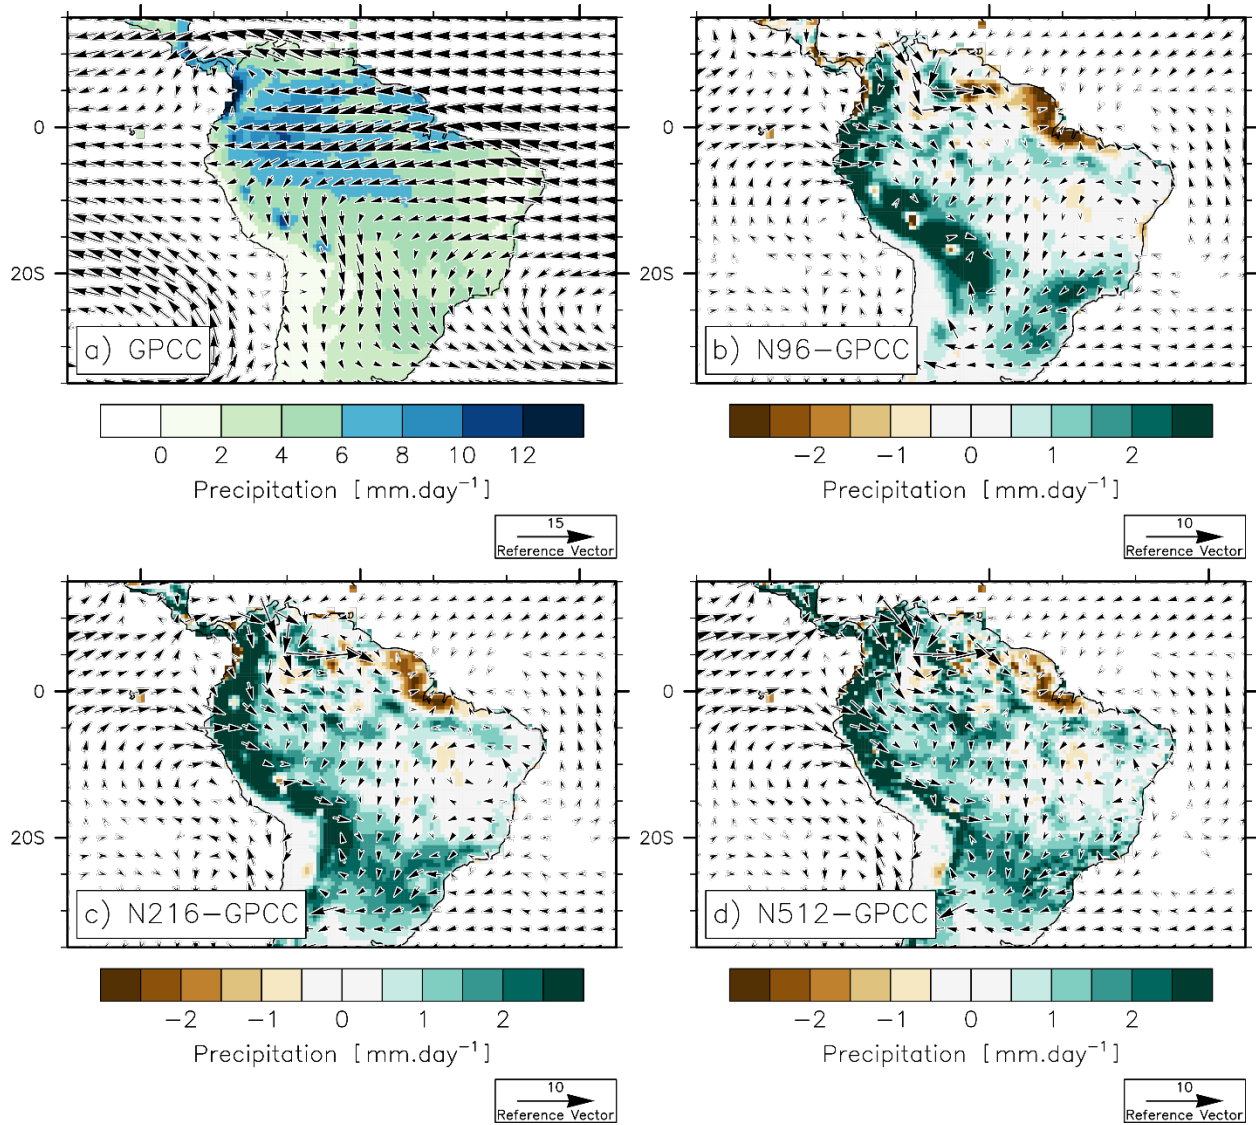 0
20S
a) GPCC
0 2 4 6 8 10 12
Precipitation [mm.day⁻¹]
15
Reference Vector
b) N96−GPCC
−2 −1 0 1 2
Precipitation [mm.day⁻¹]
10
Reference Vector
0
20S
c) N216−GPCC
−2 −1 0 1 2
Precipitation [mm.day⁻¹]
10
Reference Vector
0
20S
d) N512−GPCC
−2 −1 0 1 2
Precipitation [mm.day⁻¹]
10
Reference Vector